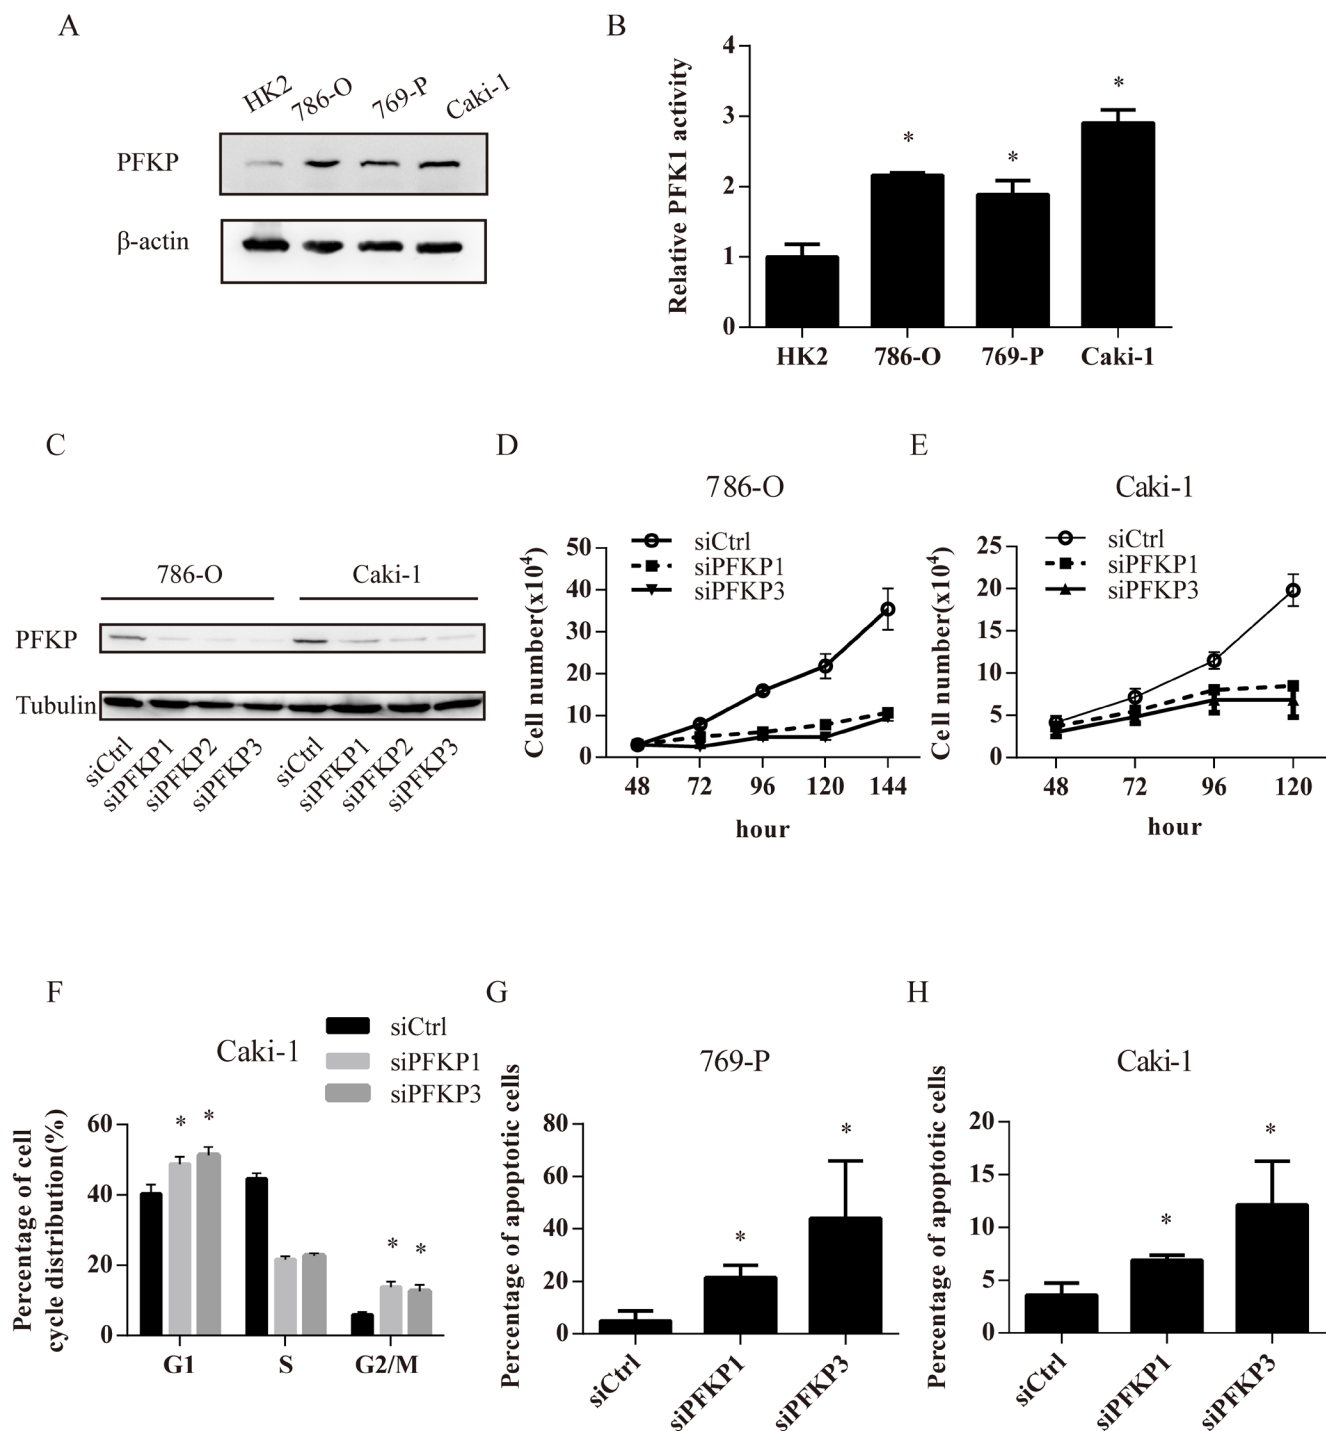 A
HK2 786-O 769-P Caki-1
PFKP
β-actin
B
Relative PFK1 activity
4
3
2
1
0
HK2 786-O 769-P Caki-1
* * *
C
786-O Caki-1
PFKP
Tubulin
siCtrl siPFKP1 siPFKP2 siPFKP3 siCtrl siPFKP1 siPFKP2 siPFKP3
D
786-O
siCtrl
siPFKP1
siPFKP3
Cell number(x10⁴)
50
40
30
20
10
0
48 72 96 120 144
hour
E
Caki-1
siCtrl
siPFKP1
siPFKP3
Cell number(x10⁴)
25
20
15
10
5
0
48 72 96 120
hour
F
siCtrl
siPFKP1
siPFKP3
Caki-1
Percentage of cell
cycle distribution(%)
60
40
20
0
* * * *
G1 S G2/M
G
769-P
Percentage of apoptotic cells
80
60
40
20
0
* *
siCtrl siPFKP1 siPFKP3
H
Caki-1
Percentage of apoptotic cells
20
15
10
5
0
* *
siCtrl siPFKP1 siPFKP3